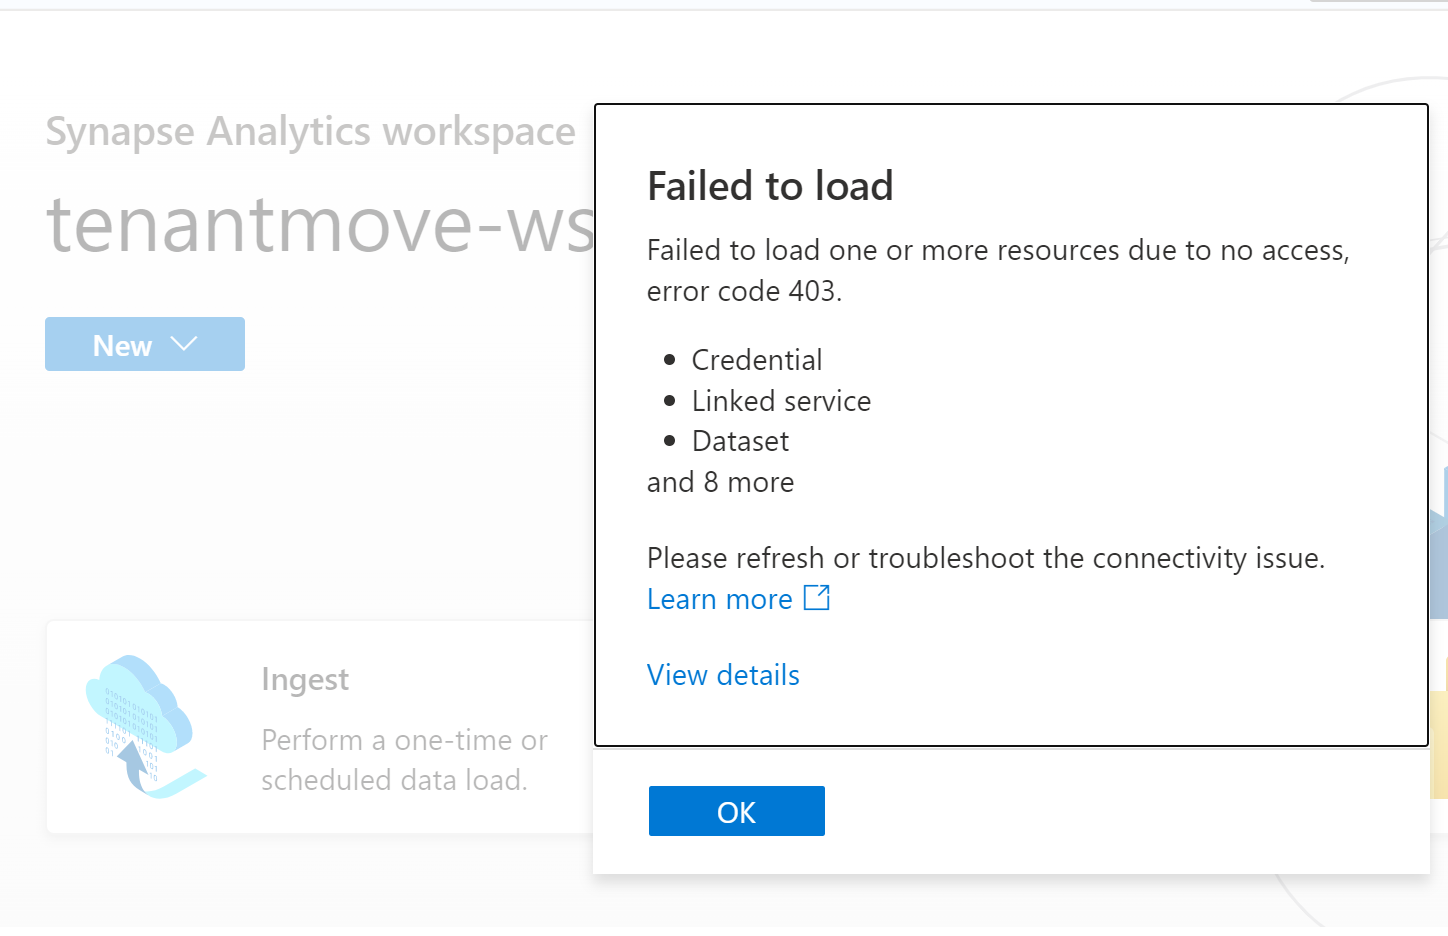 Synapse Analytics workspace
tenantmove-ws
New
Failed to load
Failed to load one or more resources due to no access,
error code 403.
• Credential
• Linked service
• Dataset
and 8 more
Please refresh or troubleshoot the connectivity issue.
Learn more
View details
OK
Ingest
Perform a one-time or
scheduled data load.